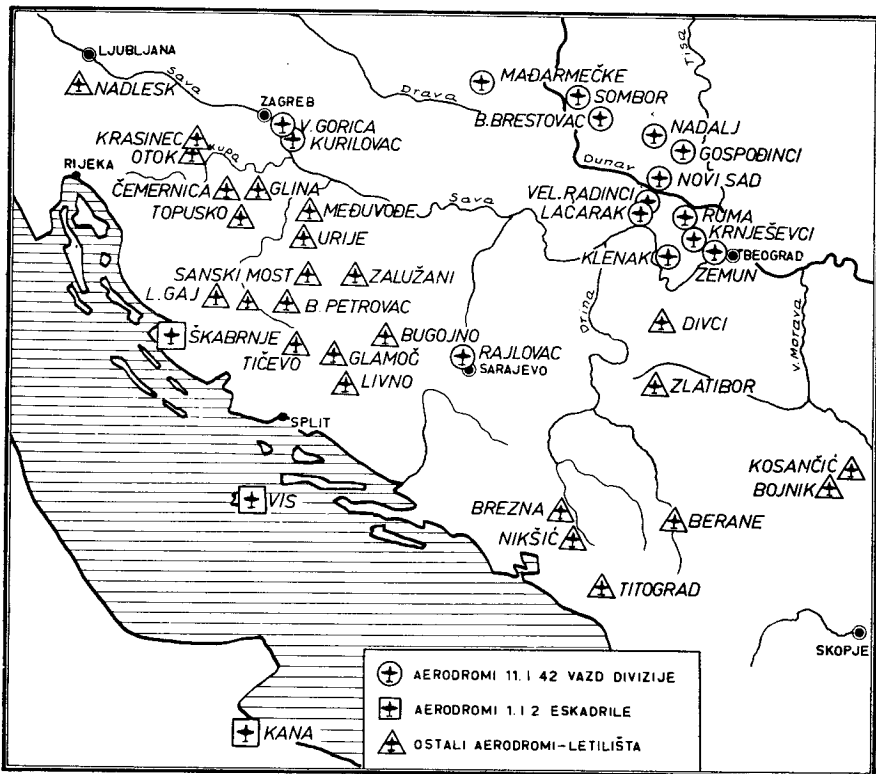 LJUBLJANA
NADLESK
Sava
ZAGREB
V. GORICA
KURILOVAC
Drava
MAĐARMEČKE
SOMBOR
B.BRESTOVAC
Tisa
NADALJ
GOSPOĐINCI
Dunav
NOVI SAD
KRASINEC
OTOK
Kupa
RIJEKA
ČEMERNICA
GLINA
TOPUSKO
MEĐUVOĐE
URIJE
Sava
VEL.RADINCI
LAĆARAK
RUMA
KRNJEŠEVCI
BEOGRAD
KLENAK
ZEMUN
SANSKI MOST
ZALUŽANI
L. GAJ
B. PETROVAC
Drina
DIVCI
V. Morava
ŠKABRNJE
TIČEVO
BUGOJNO
GLAMOČ
RAJLOVAC
SARAJEVO
LIVNO
ZLATIBOR
SPLIT
KOSANČIĆ
BOJNIK
VIS
BREZNA
NIKŠIĆ
BERANE
TITOGRAD
SKOPJE
KANA
AERODROMI 11. I 42 VAZD DIVIZIJE
AERODROMI 1. I 2 ESKADRILE
OSTALI AERODROMI-LETILIŠTA